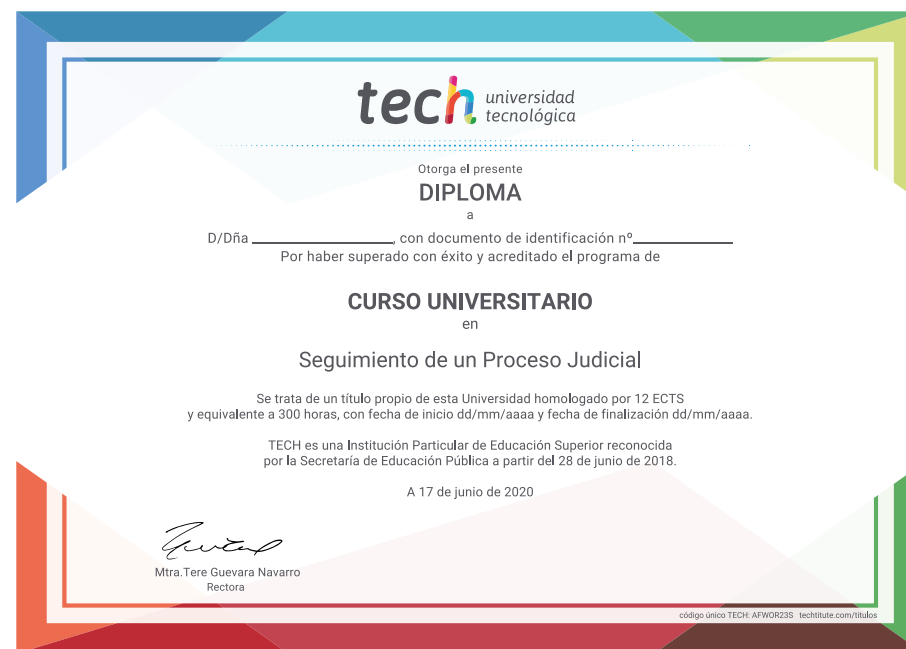 tech universidad
tecnológica
Otorga el presente
DIPLOMA
a
D/Dña ____________, con documento de identificación nº____________
Por haber superado con éxito y acreditado el programa de
CURSO UNIVERSITARIO
en
Seguimiento de un Proceso Judicial
Se trata de un título propio de esta Universidad homologado por 12 ECTS
y equivalente a 300 horas, con fecha de inicio dd/mm/aaaa y fecha de finalización dd/mm/aaaa.
TECH es una Institución Particular de Educación Superior reconocida
por la Secretaría de Educación Pública a partir del 28 de junio de 2018.
A 17 de junio de 2020
Mtra.Tere Guevara Navarro
Rectora
código único TECH: AFWOR23S techtitute.com/titulos